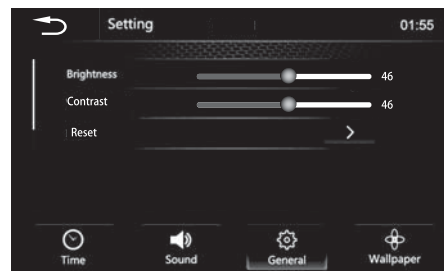 Setting 01:55
Brightness 46
Contrast 46
Reset
Time Sound General Wallpaper